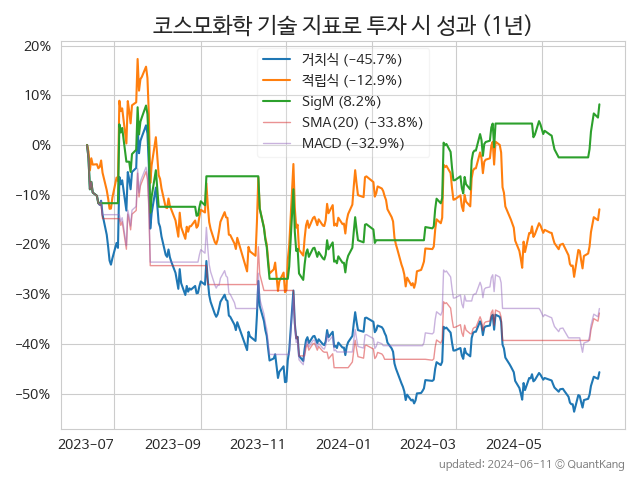 코스모화학 기술 지표로 투자 시 성과 (1년)
20%
10%
0%
−10%
−20%
−30%
−40%
−50%
거치식 (−45.7%)
적립식 (−12.9%)
SigM (8.2%)
SMA(20) (−33.8%)
MACD (−32.9%)
2023−07 2023−09 2023−11 2024−01 2024−03 2024−05
updated: 2024−06−11 © QuantKang